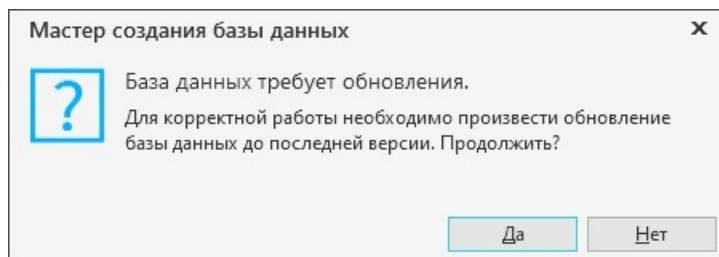 Мастер создания базы данных
База данных требует обновления.
Для корректной работы необходимо произвести обновление
базы данных до последней версии. Продолжить?
Да
Нет